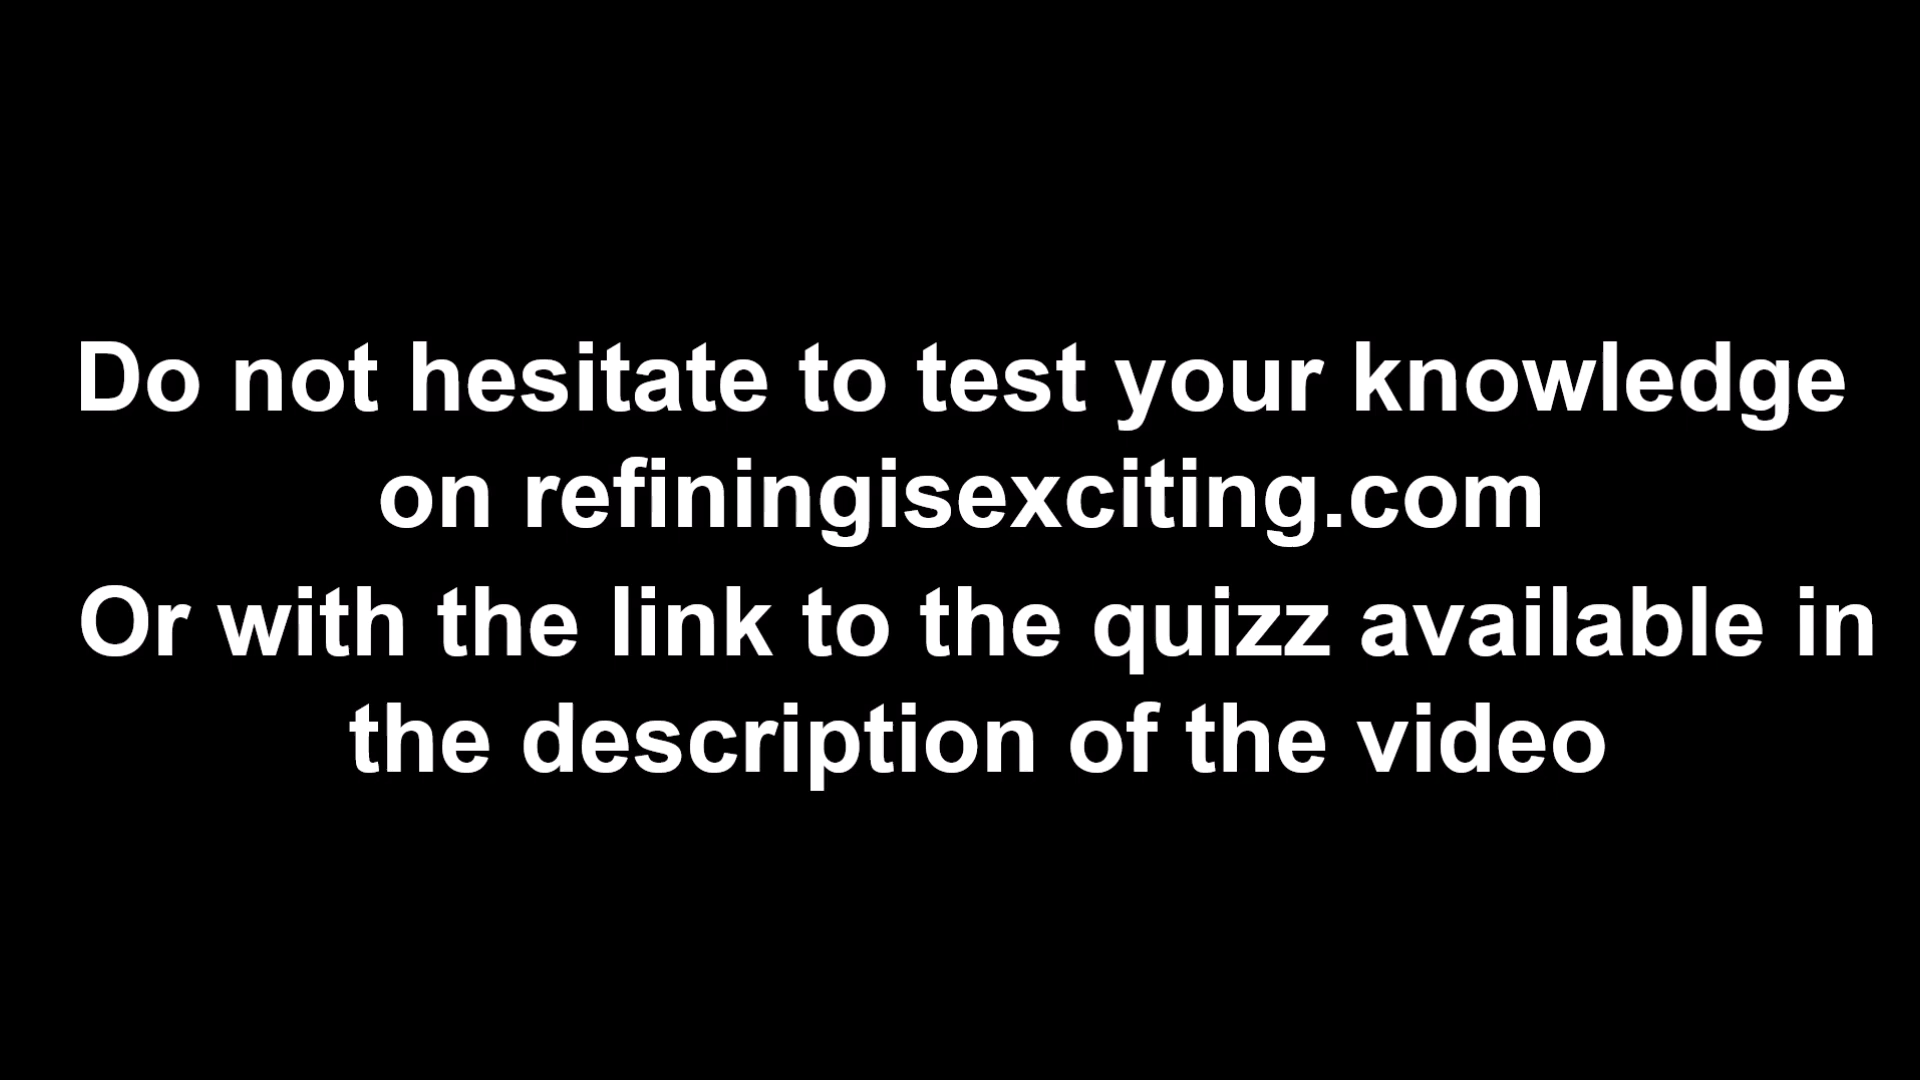 Do not hesitate to test your knowledge
on refiningisexciting.com
Or with the link to the quizz available in
the description of the video